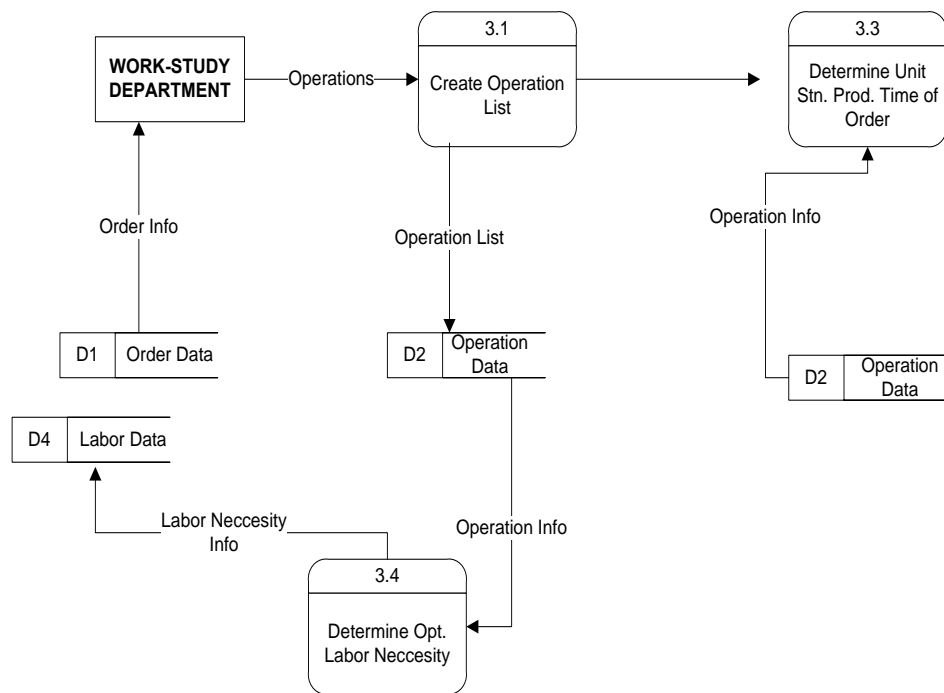 3.1
3.3
WORK-STUDY
DEPARTMENT
Operations
Create Operation
List
Determine Unit
Stn. Prod. Time of
Order
Order Info
Operation List
Operation Info
D1
Order Data
D2
Operation
Data
D2
Operation
Data
D4
Labor Data
Labor Neccesity
Info
Operation Info
3.4
Determine Opt.
Labor Neccesity